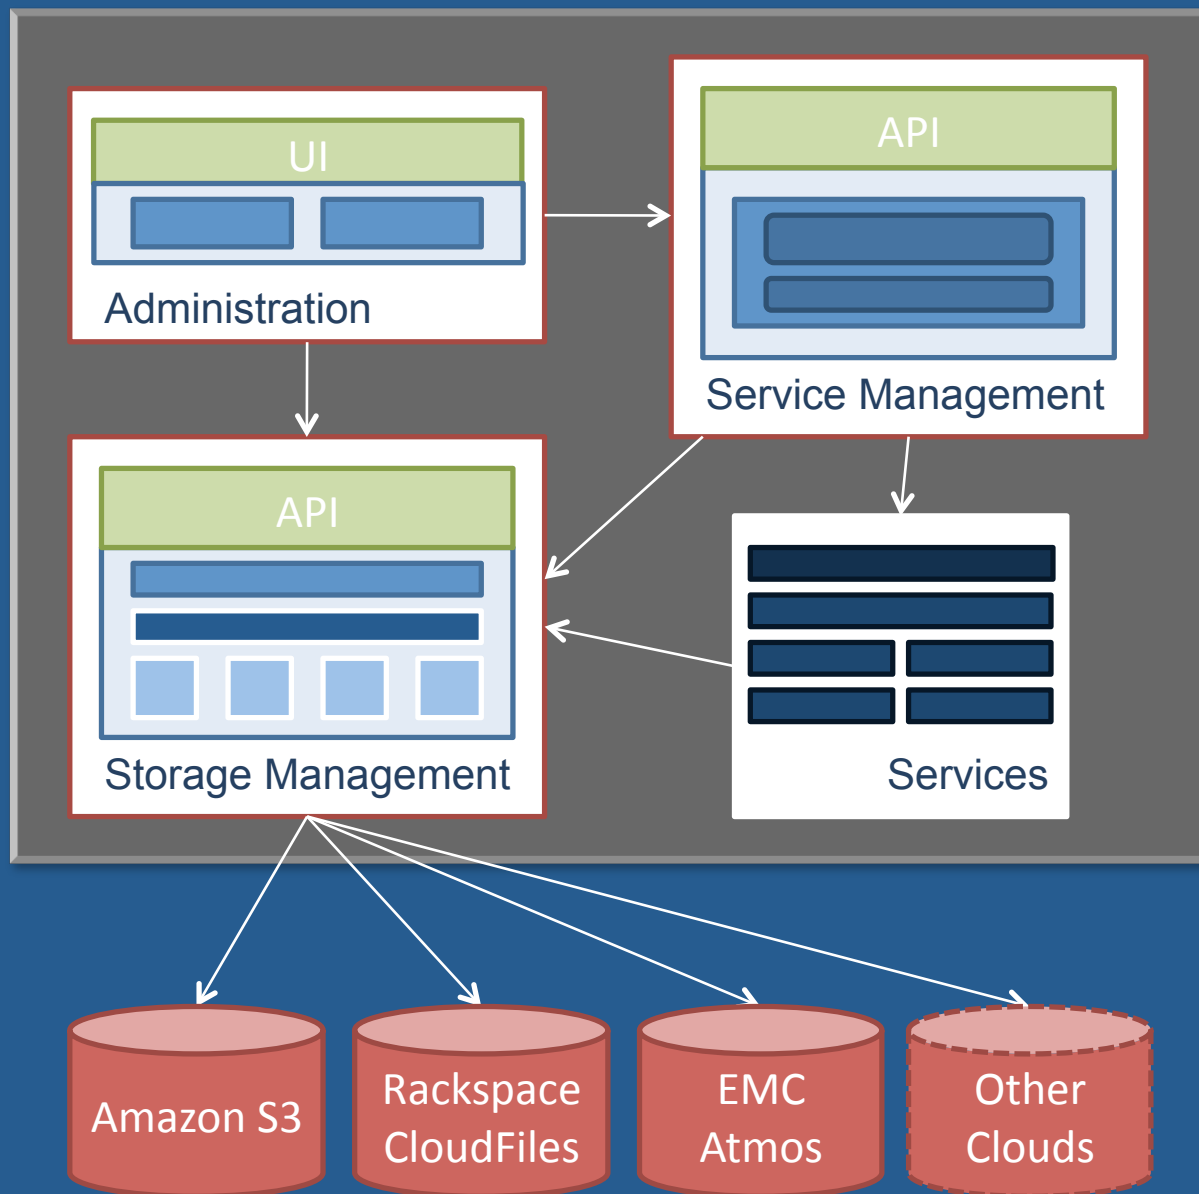 UI
Administration
API
Service Management
API
Storage Management
Services
Amazon S3
Rackspace
CloudFiles
EMC
Atmos
Other
Clouds